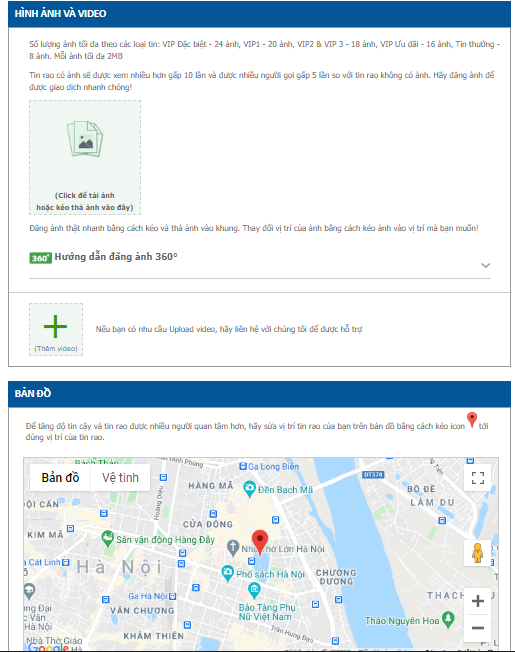 HÌNH ẢNH VÀ VIDEO
Số lượng ảnh tối đa theo các loại tin: VIP Đặc biệt - 24 ảnh, VIP1 - 20 ảnh, VIP2 & VIP 3 - 18 ảnh, VIP Ưu đãi - 16 ảnh, Tin thường -
8 ảnh. Mỗi ảnh tối đa 2MB
Tin rao có ảnh sẽ được xem nhiều hơn gấp 10 lần và được nhiều người gọi gấp 5 lần so với tin rao không có ảnh. Hãy đăng ảnh để
được giao dịch nhanh chóng!
(Click để tải ảnh
hoặc kéo thả ảnh vào đây)
Đăng ảnh thật nhanh bằng cách kéo và thả ảnh vào khung. Thay đổi vị trí của ảnh bằng cách kéo ảnh vào vị trí mà bạn muốn!
360° Hướng dẫn đăng ảnh 360°
(Thêm video)
Nếu bạn có nhu cầu Upload video, hãy liên hệ với chúng tôi để được hỗ trợ
BẢN ĐỒ
Để tăng độ tin cậy và tin rao được nhiều người quan tâm hơn, hãy sửa vị trí tin rao của bạn trên bản đồ bằng cách kéo icon tới
đúng vị trí của tin rao.
Bản đồ
Vệ tinh
Ga Long Biên
DT378
HÀNG MÃ
Đền Bạch Mã
BỒ ĐỀ
LÂM DU
ĐỘI CẤN
CỬA ĐÔNG
Hoàng Diệu
KIM MÃ
Sân vận động Hàng Đẫy
Nhà Thờ Lớn Hà Nội
Cát Linh
Hà Nội
Phố sách Hà Nội
CHƯƠNG
DƯƠNG
Ga Hà Nội
VĂN CHƯƠNG
Bảo Tàng Phụ
Nữ Việt Nam
Trần Hưng Đạo
KHÂM THIÊN
Thảo Nguyên Hoa
THẠCH
Nhà Thờ Giáo
Google